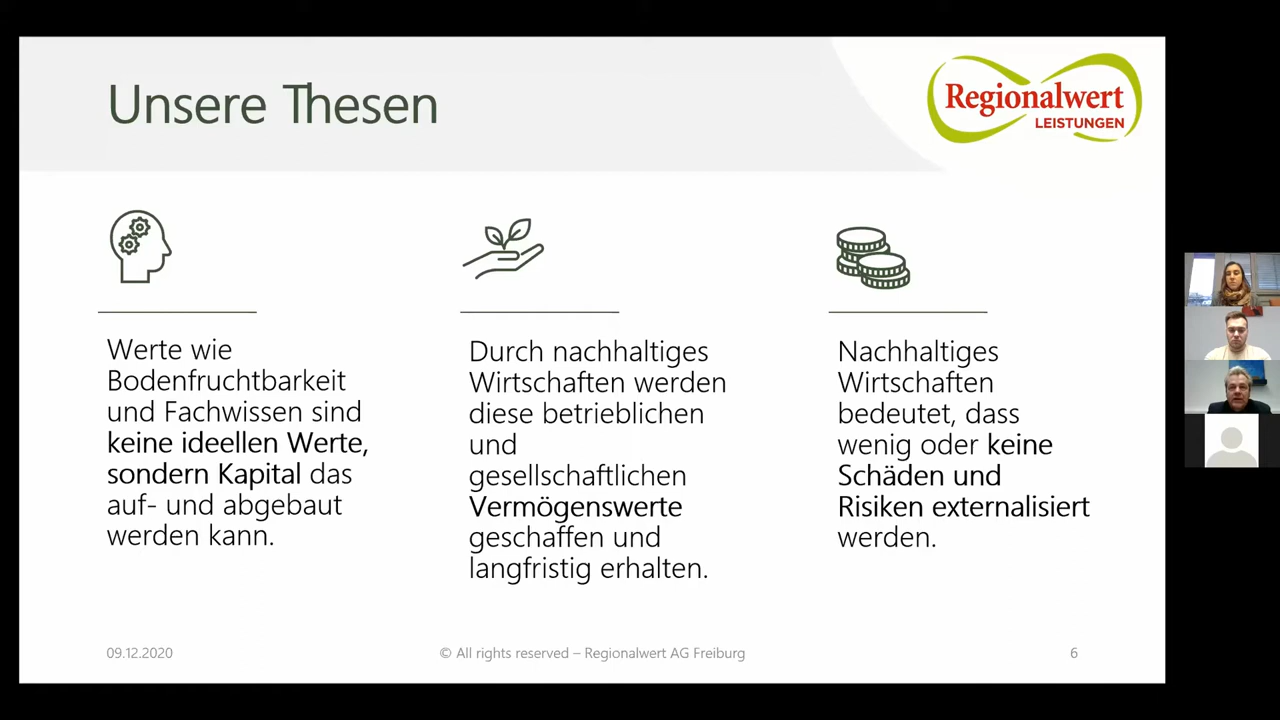 Unsere Thesen
Regionalwert
LEISTUNGEN
Werte wie
Bodenfruchtbarkeit
und Fachwissen sind
keine ideellen Werte,
sondern Kapital das
auf- und abgebaut
werden kann.
Durch nachhaltiges
Wirtschaften werden
diese betrieblichen
und
gesellschaftlichen
Vermögenswerte
geschaffen und
langfristig erhalten.
Nachhaltiges
Wirtschaften
bedeutet, dass
wenig oder keine
Schäden und
Risiken externalisiert
werden.
09.12.2020
© All rights reserved – Regionalwert AG Freiburg
6